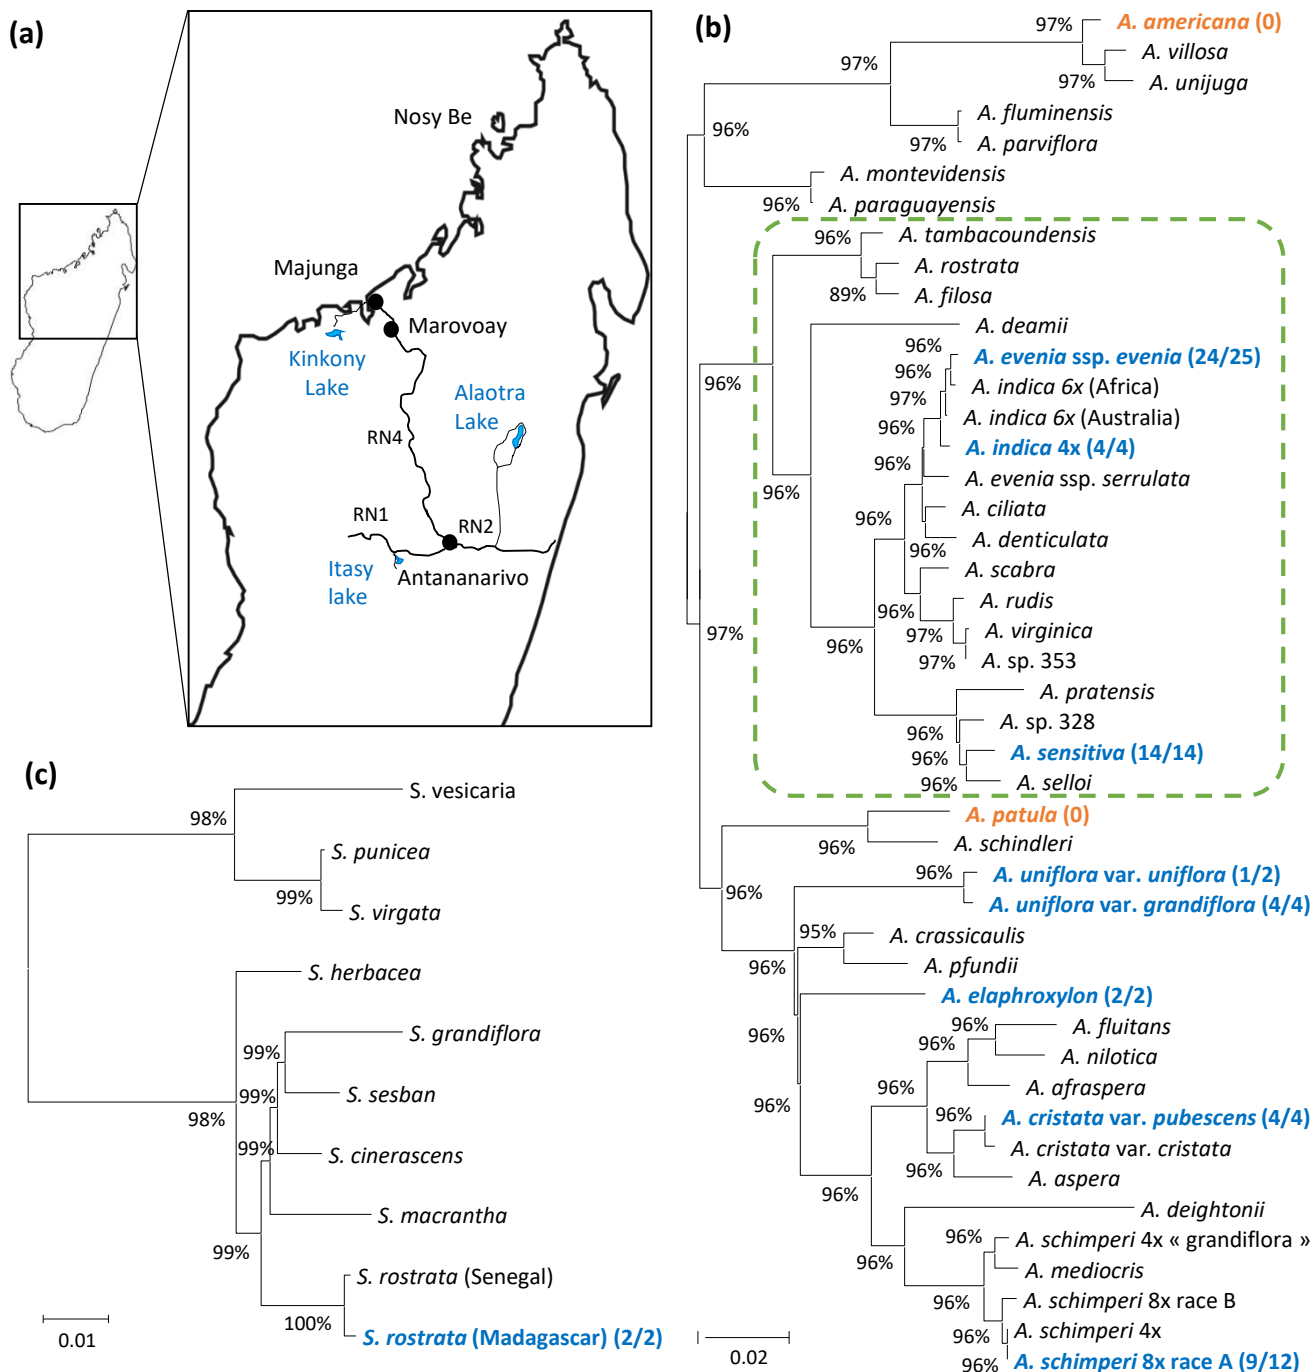 (a)
Nosy Be
Majunga
Marovoay
Kinkony
Lake
Alaotra
Lake
RN4
RN1
RN2
Itasy
lake
Antananarivo
(b)
97%
A. americana (0)
A. villosa
97%
A. unijuga
97%
A. fluminensis
97%
A. parviflora
96%
A. montevidensis
96%
A. paraguayensis
96%
A. tambacoundensis
A. rostrata
89%
A. filosa
A. deamii
96%
A. evenia ssp. evenia (24/25)
96%
A. indica 6x (Africa)
97%
A. indica 6x (Australia)
96%
A. indica 4x (4/4)
96%
A. evenia ssp. serrulata
A. ciliata
96%
A. denticulata
96%
A. scabra
96%
A. rudis
97%
A. virginica
97%
A. sp. 353
96%
96%
96%
97%
A. pratensis
96%
A. sp. 328
96%
A. sensitiva (14/14)
96%
A. selloi
A. patula (0)
96%
A. schindleri
96%
96%
A. uniflora var. uniflora (1/2)
A. uniflora var. grandiflora (4/4)
95%
A. crassicaulis
96%
A. pfundii
A. elaphroxylon (2/2)
96%
96%
A. fluitans
96%
A. nilotica
96%
A. afraspera
96%
96%
A. cristata var. pubescens (4/4)
A. cristata var. cristata
96%
A. aspera
96%
A. deightonii
96%
96%
A. schimperi 4x « grandiflora »
A. mediocris
96%
A. schimperi 8x race B
96%
A. schimperi 4x
96%
A. schimperi 8x race A (9/12)
0.02
(c)
S. vesicaria
98%
S. punicea
99%
S. virgata
S. herbacea
S. grandiflora
99%
S. sesban
99%
98%
S. cinerascens
99%
S. macrantha
99%
S. rostrata (Senegal)
100%
S. rostrata (Madagascar) (2/2)
0.01